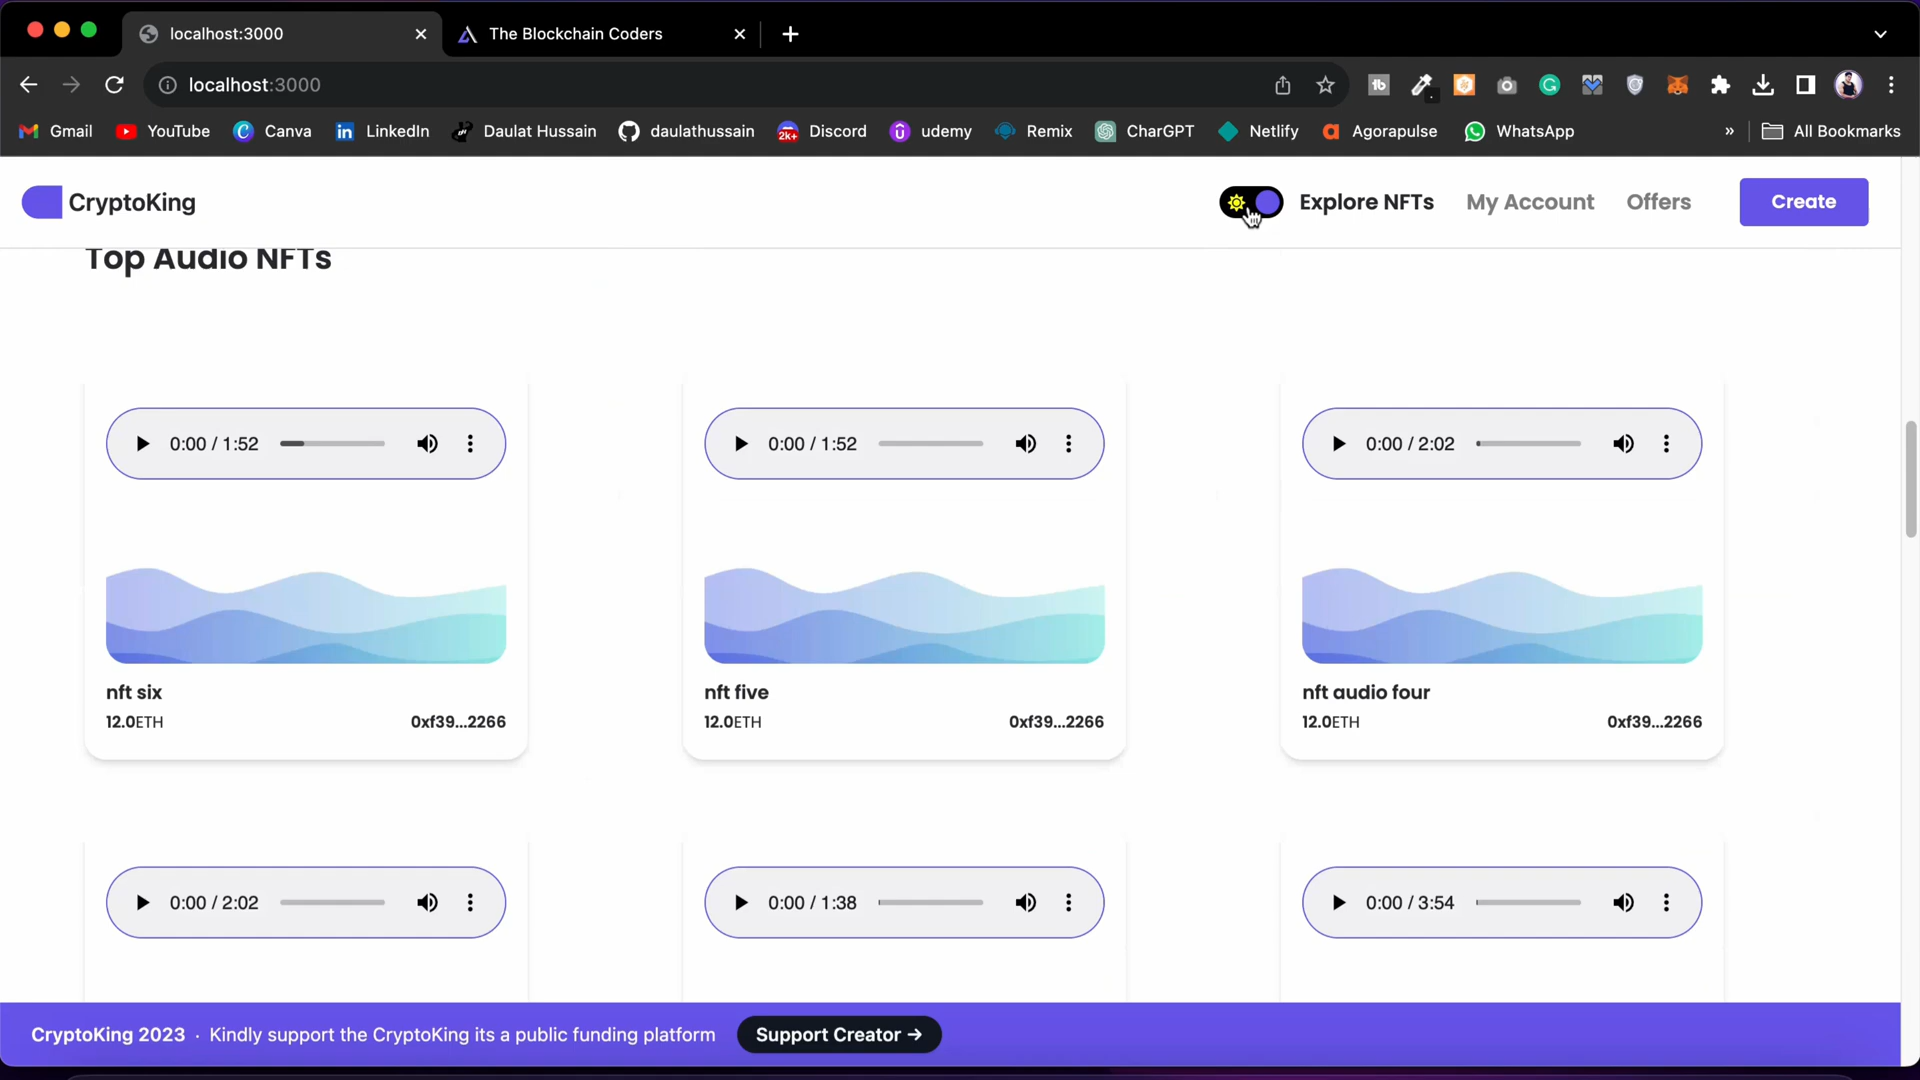 localhost:3000
The Blockchain Coders
localhost:3000
Gmail
YouTube
Canva
LinkedIn
Daulat Hussain
daulathussain
2k+
Discord
udemy
Remix
CharGPT
Netlify
Agorapulse
WhatsApp
»
All Bookmarks
CryptoKing
Explore NFTs
My Account
Offers
Create
Top Audio NFTs
0:00 / 1:52
0:00 / 1:52
0:00 / 2:02
nft six
12.0ETH
0xf39...2266
nft five
12.0ETH
0xf39...2266
nft audio four
12.0ETH
0xf39...2266
0:00 / 2:02
0:00 / 1:38
0:00 / 3:54
CryptoKing 2023 · Kindly support the CryptoKing its a public funding platform
Support Creator →